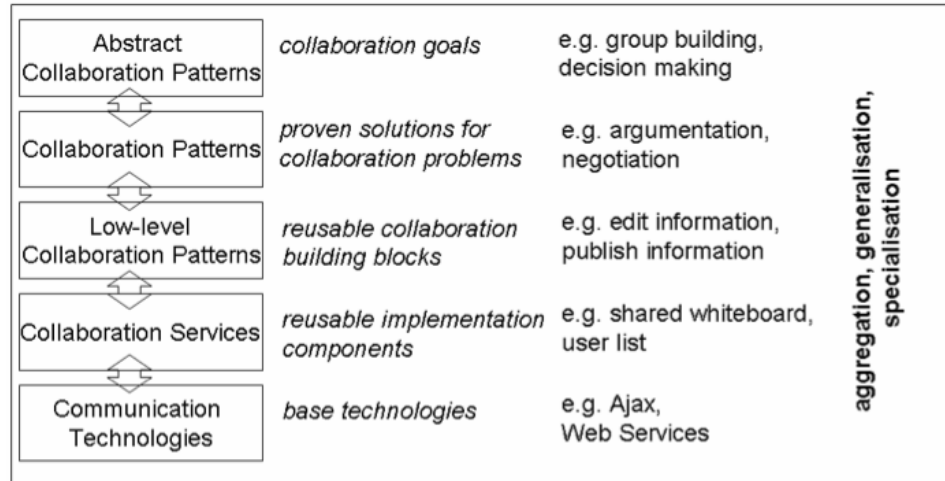 Abstract
Collaboration Patterns
collaboration goals
e.g. group building,
decision making
Collaboration Patterns
proven solutions for
collaboration problems
e.g. argumentation,
negotiation
Low-level
Collaboration Patterns
reusable collaboration
building blocks
e.g. edit information,
publish information
Collaboration Services
reusable implementation
components
e.g. shared whiteboard,
user list
Communication
Technologies
base technologies
e.g. Ajax,
Web Services
aggregation, generalisation,
specialisation